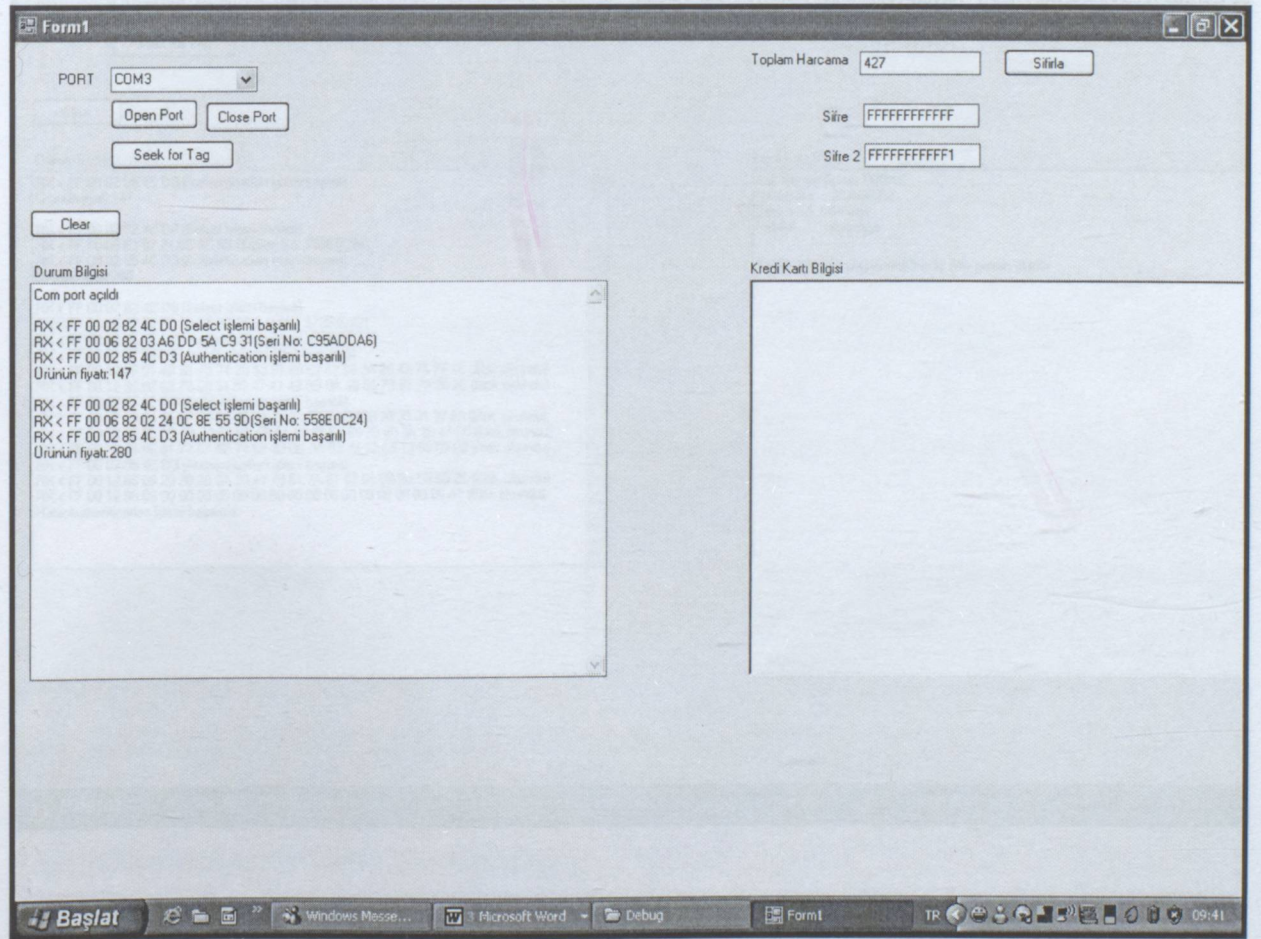 Form1
PORT COM3
Open Port Close Port
Seek for Tag
Clear
Toplam Harcama 427 Sifirla
Sifre FFFFFFFFFFFF
Sifre 2 FFFFFFFFFFF1
Durum Bilgisi
Com port açıldı
RX < FF 00 02 82 4C D0 (Select işlemi başarılı)
RX < FF 00 06 82 03 A6 DD 5A C9 31(Seri No: C95ADDA6)
RX < FF 00 02 85 4C D3 (Authentication işlemi başarılı)
Ürünün fiyatı:147
RX < FF 00 02 82 4C D0 (Select işlemi başarılı)
RX < FF 00 06 82 02 24 0C 8E 55 9D(Seri No: 558E0C24)
RX < FF 00 02 85 4C D3 (Authentication işlemi başarılı)
Ürünün fiyatı:280
Kredi Kartı Bilgisi
Başlat Windows Messe... 3 Microsoft Word Debug Form1 TR 09:41